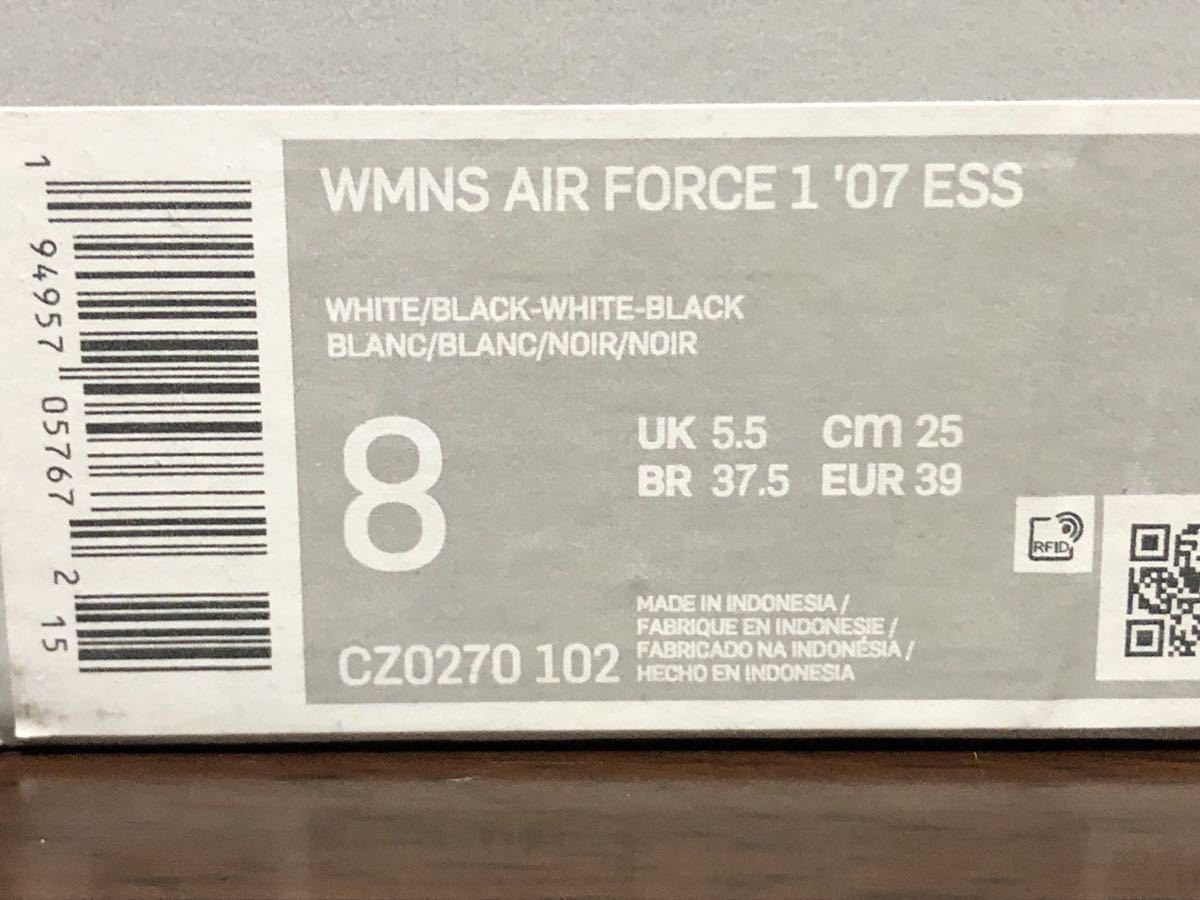 WMNS AIR FORCE 1 '07 ESS
WHITE/BLACK-WHITE-BLACK
BLANC/BLANC/NOIR/NOIR
8
UK 5.5 cm 25
BR 37.5 EUR 39
RFID
CZ0270 102
MADE IN INDONESIA /
FABRIQUE EN INDONESIE /
FABRICADO NA INDONÉSIA /
HECHO EN INDONESIA
1 94957 05767 2 15